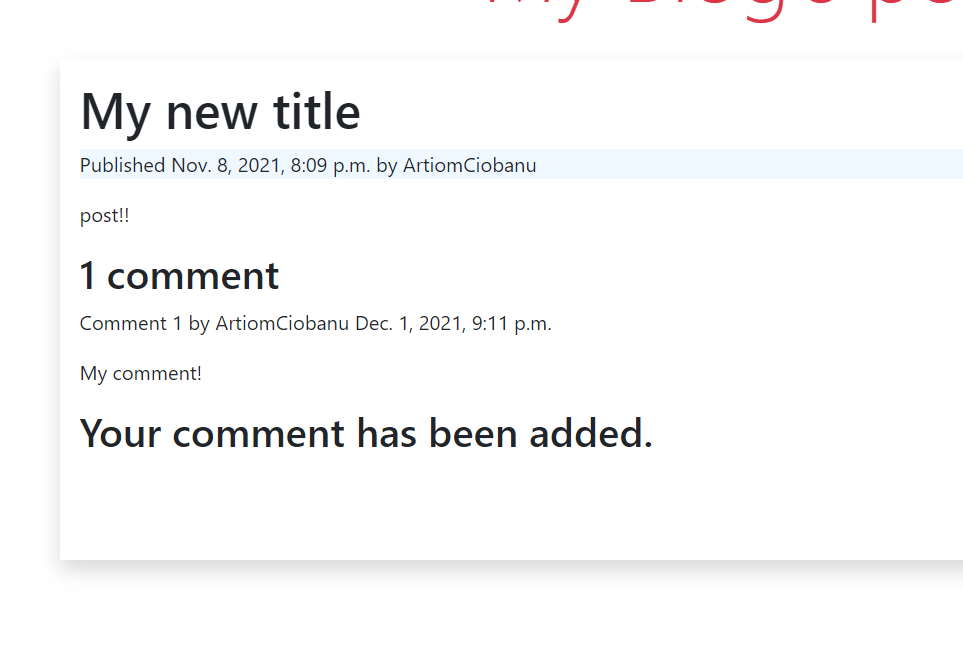 My
My new title
Published Nov. 8, 2021, 8:09 p.m. by ArtiomCiobanu
post!!
1 comment
Comment 1 by ArtiomCiobanu Dec. 1, 2021, 9:11 p.m.
My comment!
Your comment has been added.